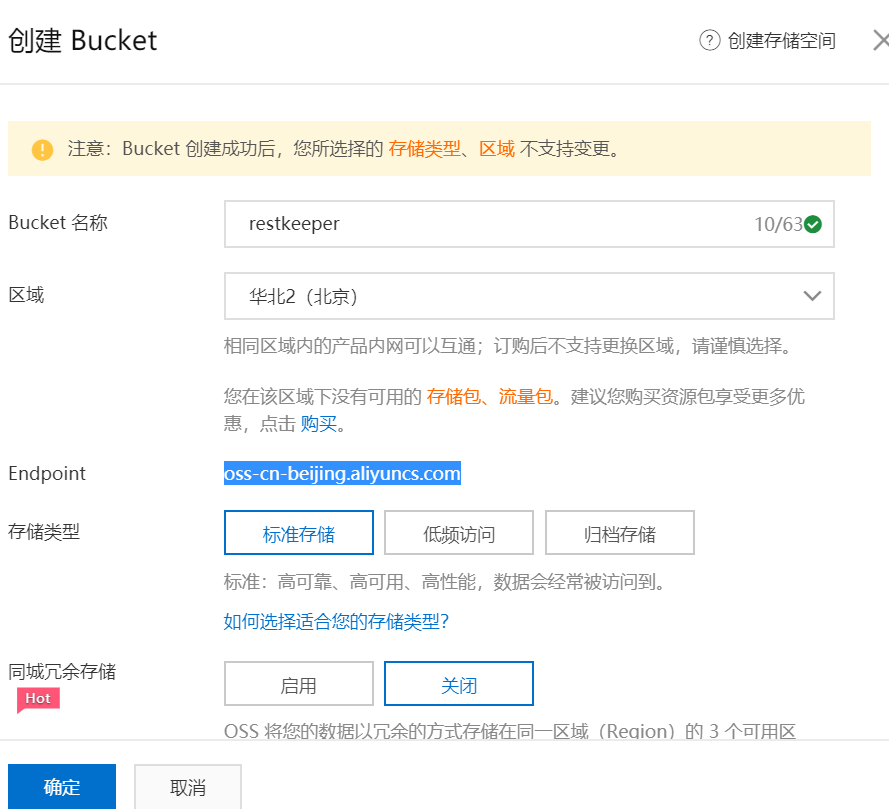 创建 Bucket
创建存储空间
注意：Bucket 创建成功后，您所选择的 存储类型、区域 不支持变更。
Bucket 名称
restkeeper
10/63
区域
华北2（北京）
相同区域内的产品内网可以互通；订购后不支持更换区域，请谨慎选择。
您在该区域下没有可用的 存储包、流量包。建议您购买资源包享受更多优
惠，点击 购买。
Endpoint
oss-cn-beijing.aliyuncs.com
存储类型
标准存储
低频访问
归档存储
标准：高可靠、高可用、高性能，数据会经常被访问到。
如何选择适合您的存储类型？
同城冗余存储
Hot
启用
关闭
OSS 将您的数据以冗余的方式存储在同一区域（Region）的 3 个可用区
确定
取消